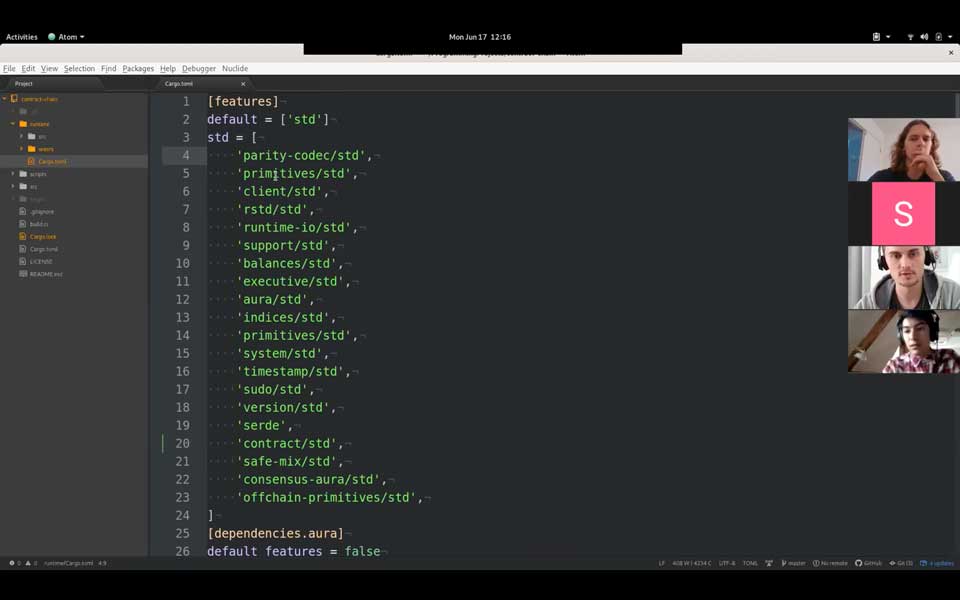 Activities
Atom
Mon Jun 17 12:16
File Edit View Selection Find Packages Help Debugger Nuclide
Project
Cargo.toml
runtime
src
wasm
Cargo.toml
scripts
src
.gitignore
build.rs
Cargo.lock
Cargo.toml
LICENSE
README.md
1 [features]¬
2 default = ['std']¬
3 std = [
4 ····'parity-codec/std',¬
5 ····'primitives/std',¬
6 ····'client/std',¬
7 ····'rstd/std',¬
8 ····'runtime-io/std',¬
9 ····'support/std',¬
10 ····'balances/std',¬
11 ····'executive/std',¬
12 ····'aura/std',¬
13 ····'indices/std',¬
14 ····'primitives/std',¬
15 ····'system/std',¬
16 ····'timestamp/std',¬
17 ····'sudo/std',¬
18 ····'version/std',¬
19 ····'serde',¬
20 ····'contract/std',¬
21 ····'safe-mix/std',¬
22 ····'consensus-aura/std',¬
23 ····'offchain-primitives/std',¬
24 ]¬
25 [dependencies.aura]¬
26 default_features = false¬
S
0 0 runtime/Cargo.toml 4:9
LF 408 W | 4234 C UTF-8 TOML master No remote GitHub Git (3) 4 updates